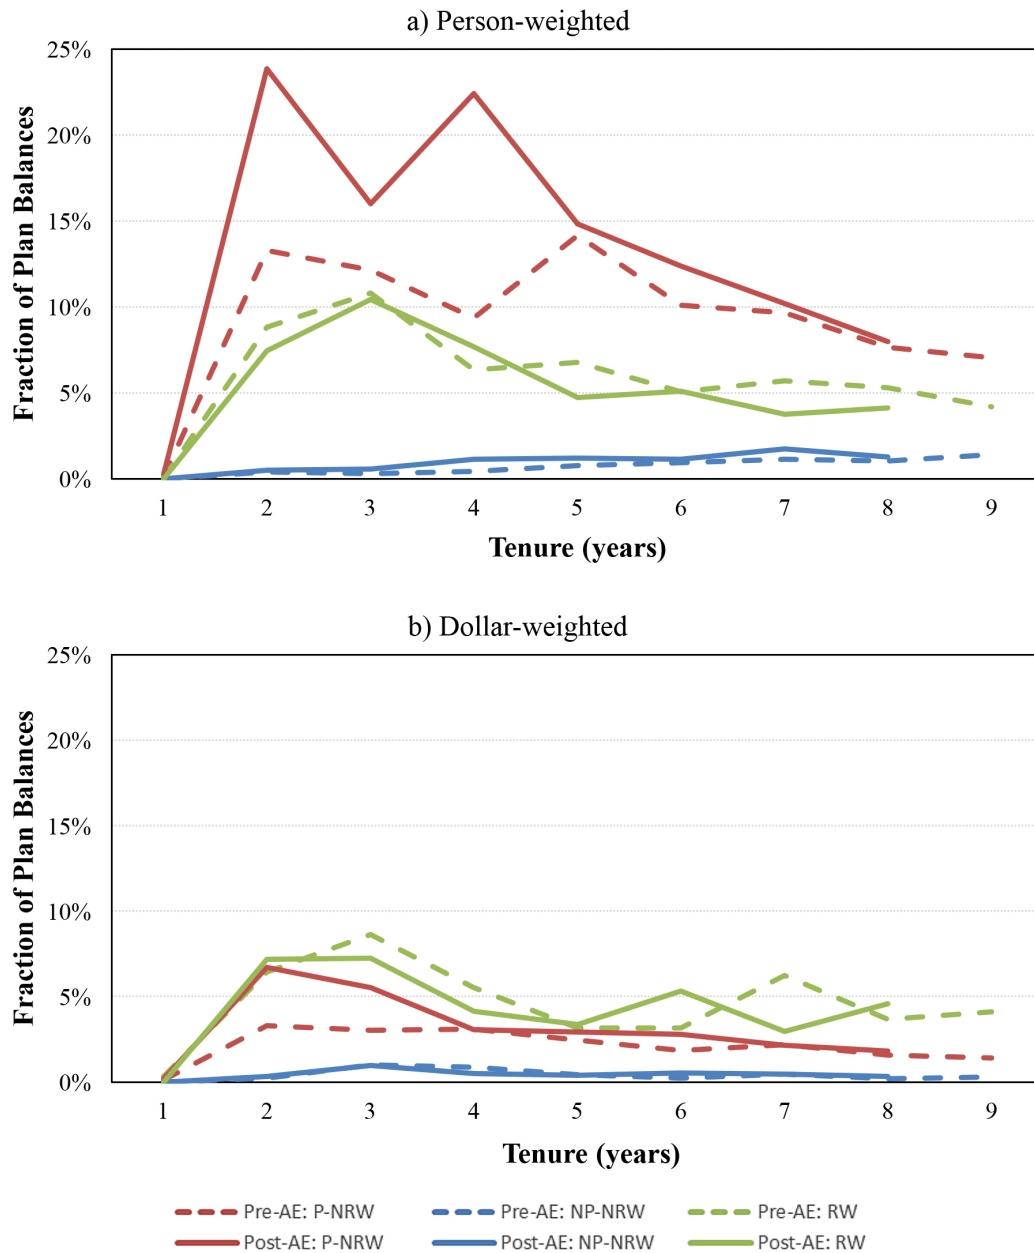 a) Person-weighted
25%
20%
15%
10%
5%
0%
Fraction of Plan Balances
1 2 3 4 5 6 7 8 9
Tenure (years)
b) Dollar-weighted
25%
20%
15%
10%
5%
0%
Fraction of Plan Balances
1 2 3 4 5 6 7 8 9
Tenure (years)
Pre-AE: P-NRW Pre-AE: NP-NRW Pre-AE: RW
Post-AE: P-NRW Post-AE: NP-NRW Post-AE: RW